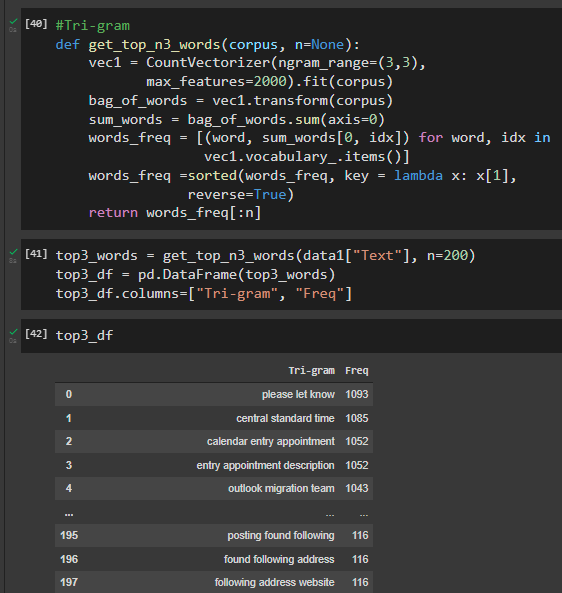 [40] #Tri-gram
def get_top_n3_words(corpus, n=None):
vec1 = CountVectorizer(ngram_range=(3,3),
max_features=2000).fit(corpus)
bag_of_words = vec1.transform(corpus)
sum_words = bag_of_words.sum(axis=0)
words_freq = [(word, sum_words[0, idx]) for word, idx in
vec1.vocabulary_.items()]
words_freq =sorted(words_freq, key = lambda x: x[1],
reverse=True)
return words_freq[:n]
[41] top3_words = get_top_n3_words(data1["Text"], n=200)
top3_df = pd.DataFrame(top3_words)
top3_df.columns=["Tri-gram", "Freq"]
[42] top3_df
Tri-gram Freq
0 please let know 1093
1 central standard time 1085
2 calendar entry appointment 1052
3 entry appointment description 1052
4 outlook migration team 1043
... ... ...
195 posting found following 116
196 found following address 116
197 following address website 116